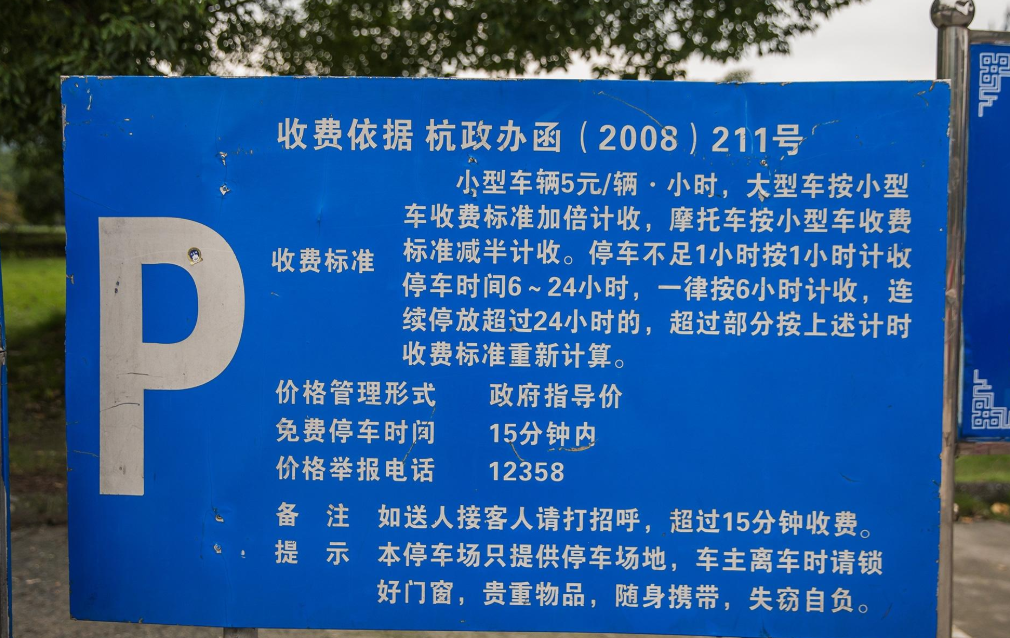 收费依据 杭政办函（2008）211号
小型车辆5元/辆·小时，大型车按小型
车收费标准加倍计收，摩托车按小型车收费
收费标准 标准减半计收。停车不足1小时按1小时计收
停车时间6～24小时，一律按6小时计收，连
续停放超过24小时的，超过部分按上述计时
收费标准重新计算。
P
价格管理形式 政府指导价
免费停车时间 15分钟内
价格举报电话 12358
备 注 如送人接客人请打招呼，超过15分钟收费。
提 示 本停车场只提供停车场地，车主离车时请锁
好门窗，贵重物品，随身携带，失窃自负。